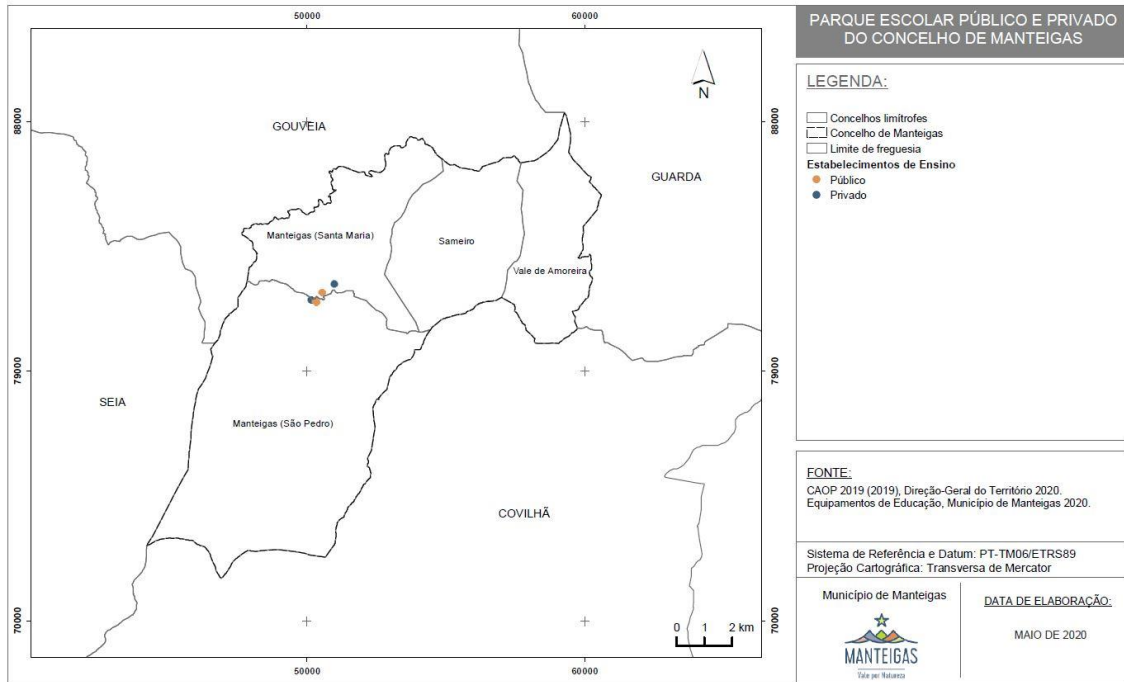 50000
60000
88000
88000
N
GOUVEIA
GUARDA
Manteigas (Santa Maria)
Sameiro
Vale de Amoreira
79000
79000
SEIA
Manteigas (São Pedro)
COVILHÃ
70000
70000
0 1 2 km
50000
60000
PARQUE ESCOLAR PÚBLICO E PRIVADO
DO CONCELHO DE MANTEIGAS
LEGENDA:
Concelhos limítrofes
Concelho de Manteigas
Limite de freguesia
Estabelecimentos de Ensino
Público
Privado
FONTE:
CAOP 2019 (2019), Direção-Geral do Território 2020.
Equipamentos de Educação, Município de Manteigas 2020.
Sistema de Referência e Datum: PT-TM06/ETRS89
Projeção Cartográfica: Transversa de Mercator
Município de Manteigas
MANTEIGAS
Vale por Natureza
DATA DE ELABORAÇÃO:
MAIO DE 2020